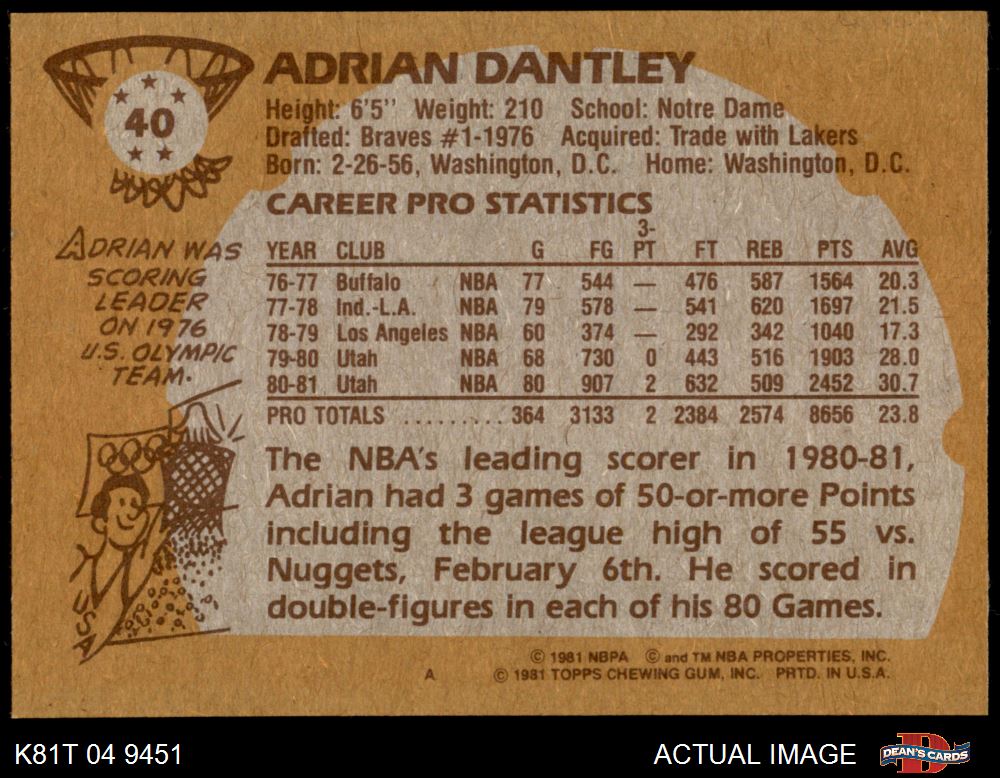 40
ADRIAN DANTLEY
Height: 6'5'' Weight: 210 School: Notre Dame
Drafted: Braves #1-1976 Acquired: Trade with Lakers
Born: 2-26-56, Washington, D.C. Home: Washington, D.C.
CAREER PRO STATISTICS
YEAR CLUB G FG 3-PT FT REB PTS AVG
76-77 Buffalo NBA 77 544 — 476 587 1564 20.3
77-78 Ind.-L.A. NBA 79 578 — 541 620 1697 21.5
78-79 Los Angeles NBA 60 374 — 292 342 1040 17.3
79-80 Utah NBA 68 730 0 443 516 1903 28.0
80-81 Utah NBA 80 907 2 632 509 2452 30.7
PRO TOTALS ......... 364 3133 2 2384 2574 8656 23.8
ADRIAN WAS
SCORING
LEADER
ON 1976
U.S. OLYMPIC
TEAM.
USA
The NBA's leading scorer in 1980-81,
Adrian had 3 games of 50-or-more Points
including the league high of 55 vs.
Nuggets, February 6th. He scored in
double-figures in each of his 80 Games.
© 1981 NBPA © and TM NBA PROPERTIES, INC.
A © 1981 TOPPS CHEWING GUM, INC. PRTD. IN U.S.A.
K81T 04 9451 ACTUAL IMAGE DEAN'S CARDS